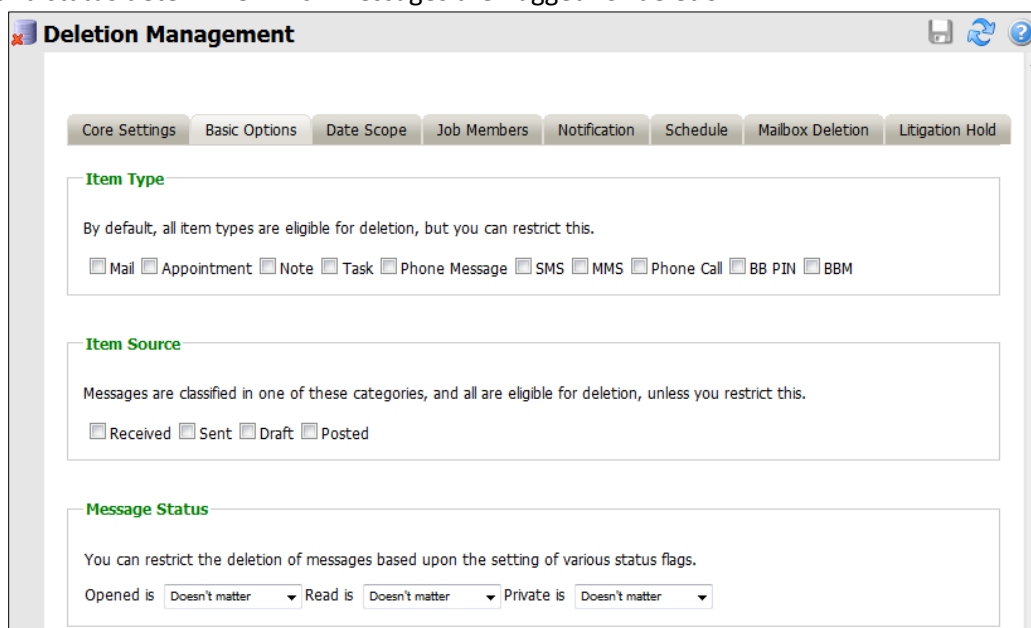 Deletion Management
Core Settings Basic Options Date Scope Job Members Notification Schedule Mailbox Deletion Litigation Hold
Item Type
By default, all item types are eligible for deletion, but you can restrict this.
Mail Appointment Note Task Phone Message SMS MMS Phone Call BB PIN BBM
Item Source
Messages are classified in one of these categories, and all are eligible for deletion, unless you restrict this.
Received Sent Draft Posted
Message Status
You can restrict the deletion of messages based upon the setting of various status flags.
Opened is Doesn't matter Read is Doesn't matter Private is Doesn't matter